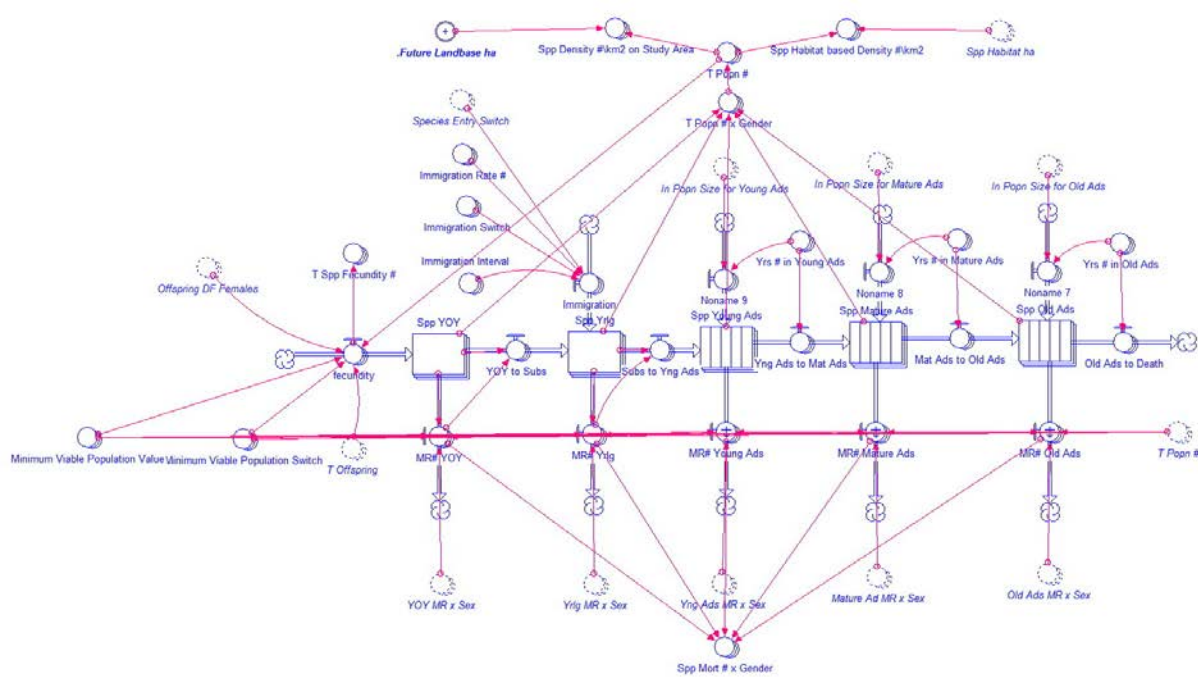 .Future Landbase ha
Spp Density #\km2 on Study Area
Spp Habitat based Density #\km2
Spp Habitat ha
T Popn #
Species Entry Switch
T Popn # x Gender
Immigration Rate #
In Popn Size for Young Ads
In Popn Size for Mature Ads
In Popn Size for Old Ads
Immigration Switch
Immigration Interval
T Spp Fecundity #
Offspring DF Females
Yrs # in Young Ads
Yrs # in Mature Ads
Yrs # in Old Ads
Immigration
Noname 9
Noname 8
Noname 7
Spp YOY
Spp Yrlg
Spp Young Ads
Spp Mature Ads
Spp Old Ads
fecundity
YOY to Subs
Subs to Yng Ads
Yng Ads to Mat Ads
Mat Ads to Old Ads
Old Ads to Death
Minimum Viable Population Value
Minimum Viable Population Switch
T Offspring
MR# YOY
MR# Yrlg
MR# Young Ads
MR# Mature Ads
MR# Old Ads
T Popn #
YOY MR x Sex
Yrlg MR x Sex
Yng Ads MR x Sex
Mature Ad MR x Sex
Old Ads MR x Sex
Spp Mort # x Gender